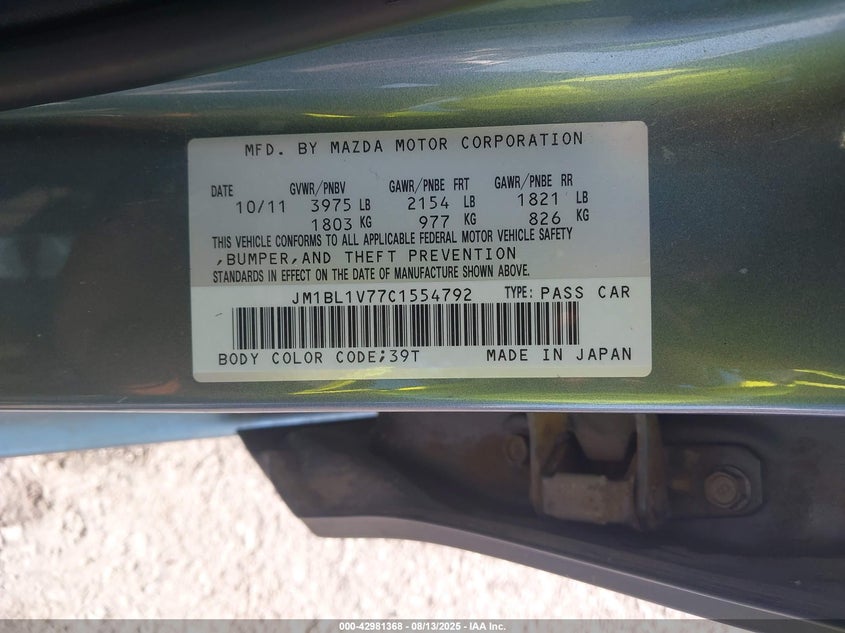 MFD. BY MAZDA MOTOR CORPORATION
DATE GVWR/PNBV GAWR/PNBE FRT GAWR/PNBE RR
10/11 3975 LB 2154 LB 1821 LB
1803 KG 977 KG 826 KG
THIS VEHICLE CONFORMS TO ALL APPLICABLE FEDERAL MOTOR VEHICLE SAFETY
,BUMPER,AND THEFT PREVENTION
STANDARDS IN EFFECT ON THE DATE OF MANUFACTURE SHOWN ABOVE.
JM1BL1V77C1554792 TYPE: PASS CAR
BODY COLOR CODE;39T MADE IN JAPAN
000-42981368 - 08/13/2025 - IAA Inc.